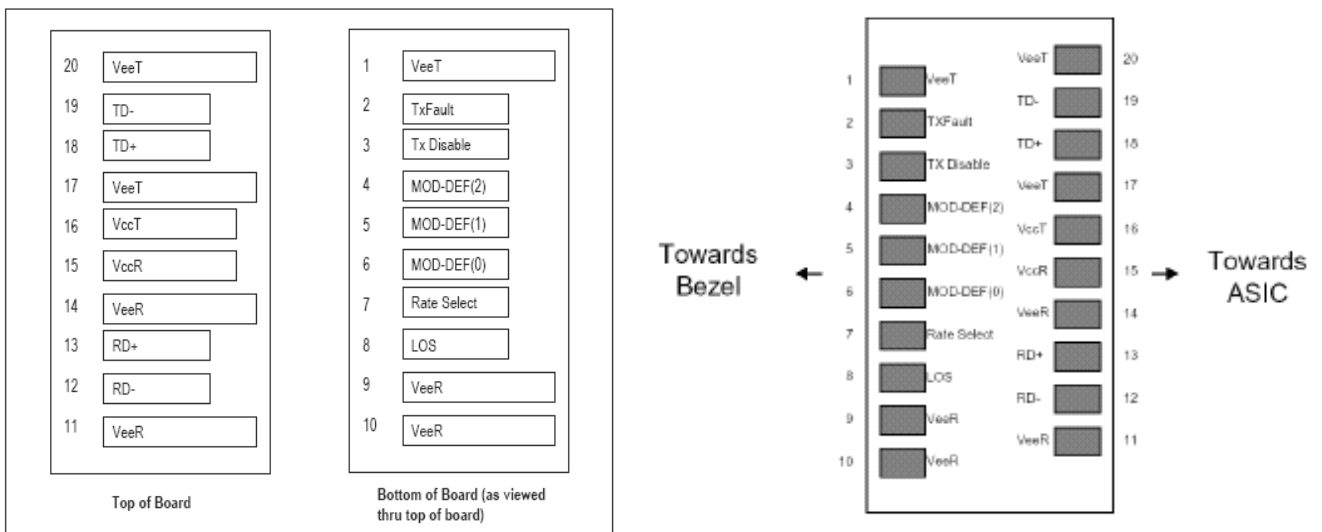 20 VeeT
19 TD-
18 TD+
17 VeeT
16 VccT
15 VccR
14 VeeR
13 RD+
12 RD-
11 VeeR
Top of Board
1 VeeT
2 TxFault
3 Tx Disable
4 MOD-DEF(2)
5 MOD-DEF(1)
6 MOD-DEF(0)
7 Rate Select
8 LOS
9 VeeR
10 VeeR
Bottom of Board (as viewed
thru top of board)
Towards
Bezel
1 VeeT
2 TXFault
3 TX Disable
4 MOD-DEF(2)
5 MOD-DEF(1)
6 MOD-DEF(0)
7 Rate Select
8 LOS
9 VeeR
10 VeeR
VeeT 20
TD- 19
TD+ 18
VeeT 17
VccT 16
VccR 15
VeeR 14
RD+ 13
RD- 12
VeeR 11
Towards
ASIC